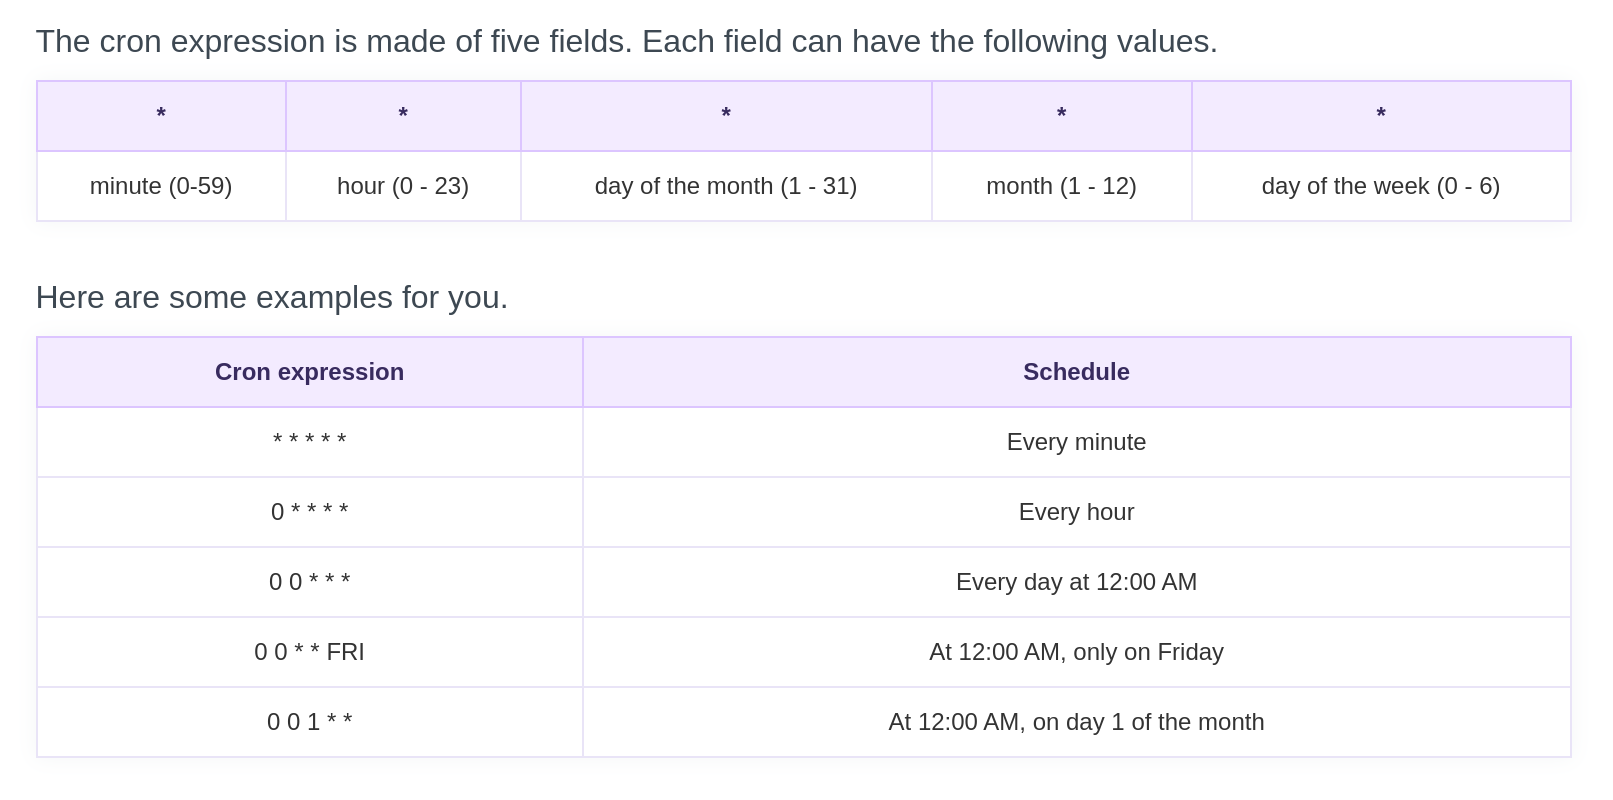 The cron expression is made of five fields. Each field can have the following values.
* * * * *
minute (0-59) hour (0 - 23) day of the month (1 - 31) month (1 - 12) day of the week (0 - 6)
Here are some examples for you.
Cron expression Schedule
* * * * * Every minute
0 * * * * Every hour
0 0 * * * Every day at 12:00 AM
0 0 * * FRI At 12:00 AM, only on Friday
0 0 1 * * At 12:00 AM, on day 1 of the month